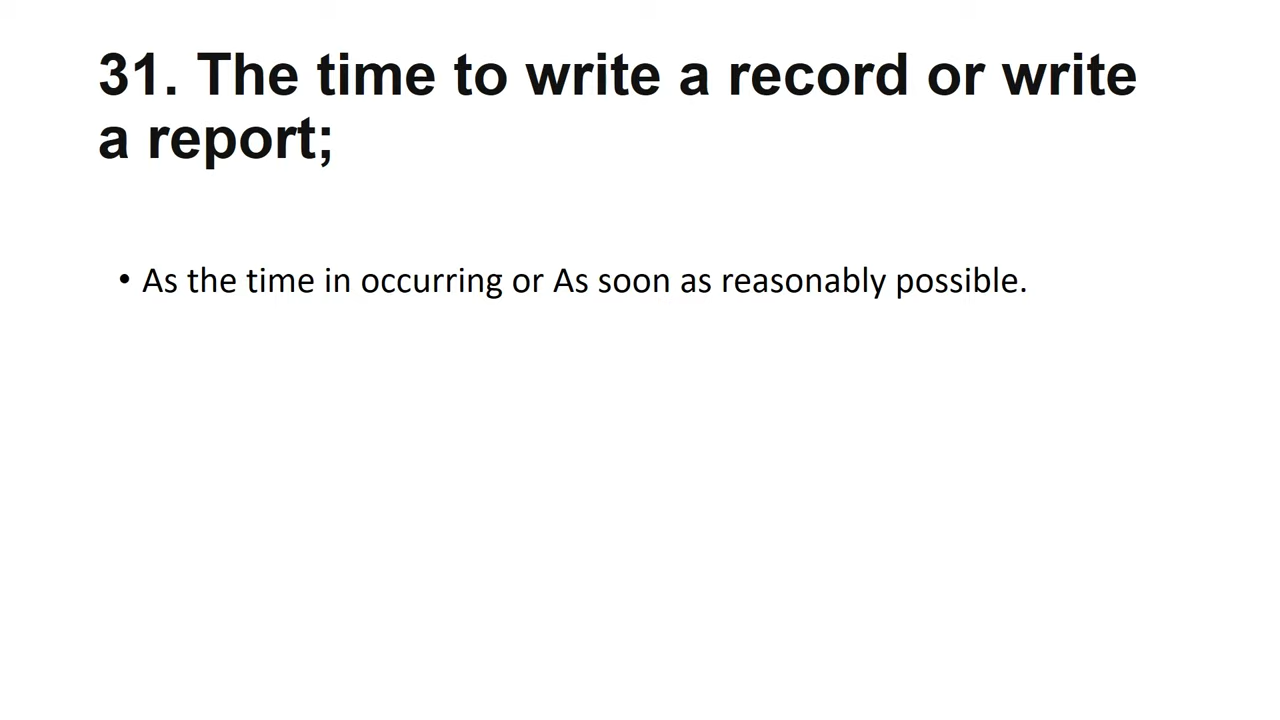 31. The time to write a record or write
a report;
• As the time in occurring or As soon as reasonably possible.